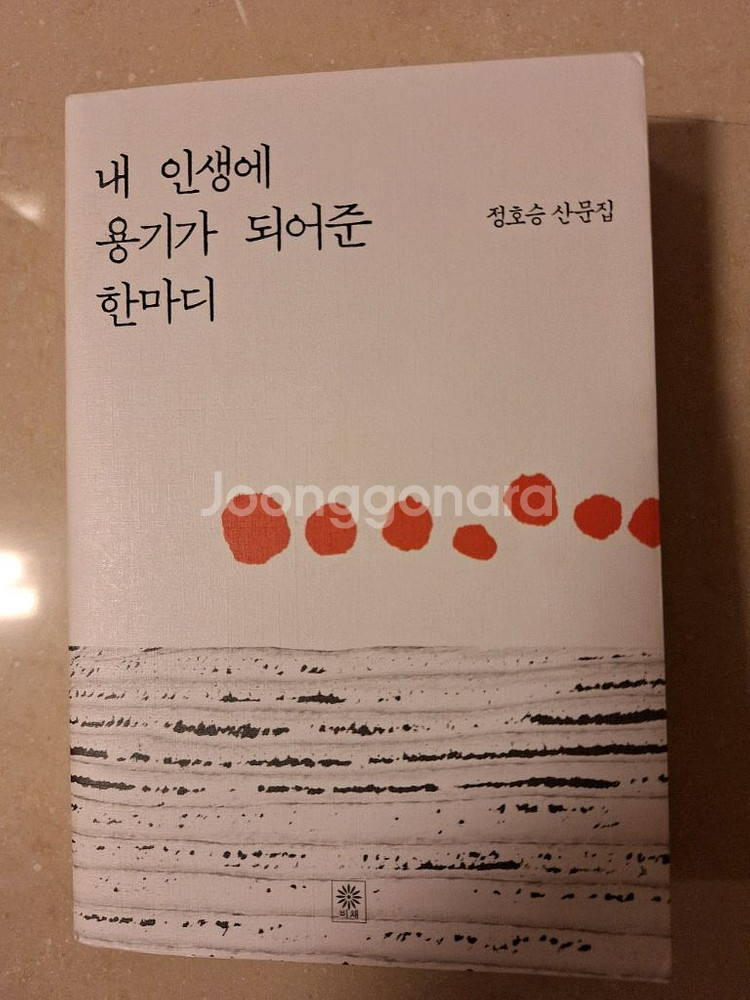 내 인생에
용기가 되어준
한마디
정호승 산문집
Joonggonara
비채